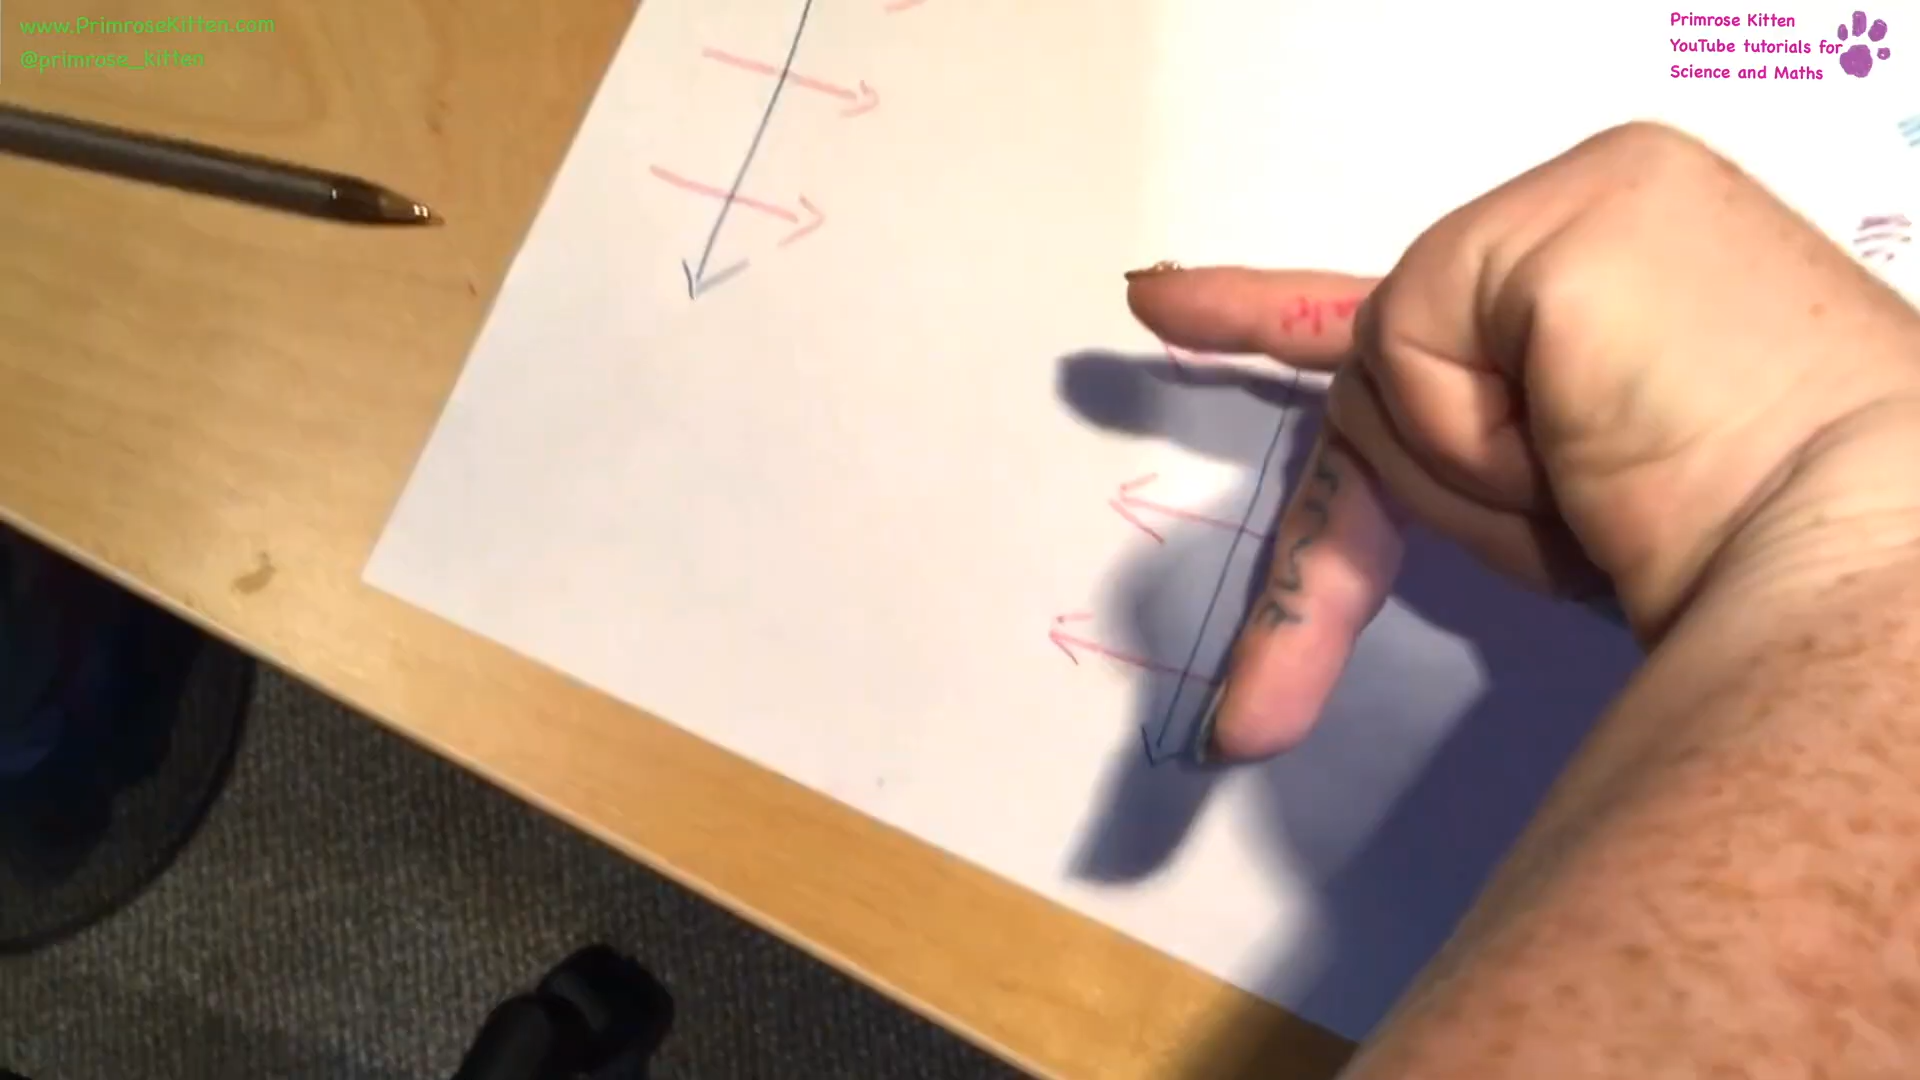 www.PrimroseKitten.com
@primrose_kitten
Primrose Kitten
YouTube tutorials for
Science and Maths